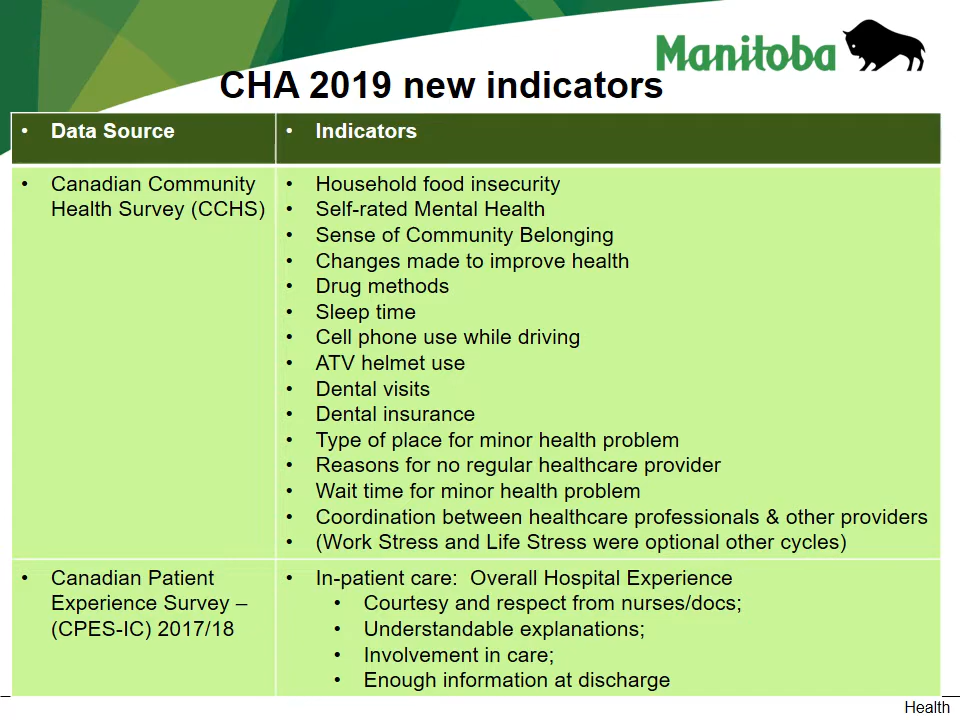 Manitoba
CHA 2019 new indicators
• Data Source
• Indicators
• Canadian Community
Health Survey (CCHS)
• Household food insecurity
• Self-rated Mental Health
• Sense of Community Belonging
• Changes made to improve health
• Drug methods
• Sleep time
• Cell phone use while driving
• ATV helmet use
• Dental visits
• Dental insurance
• Type of place for minor health problem
• Reasons for no regular healthcare provider
• Wait time for minor health problem
• Coordination between healthcare professionals & other providers
• (Work Stress and Life Stress were optional other cycles)
• Canadian Patient
Experience Survey –
(CPES-IC) 2017/18
• In-patient care:  Overall Hospital Experience
• Courtesy and respect from nurses/docs;
• Understandable explanations;
• Involvement in care;
• Enough information at discharge
Health